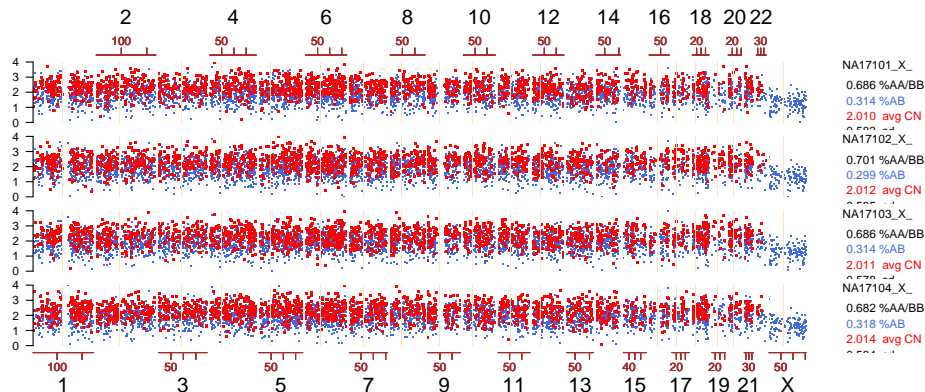 2 4 6 8 10 12 14 16 18 20 22
100 50 50 50 50 50 50 50 20 20 30
4 3 2 1 0
NA17101_X_
0.686 %AA/BB
0.314 %AB
2.010 avg CN
4 3 2 1 0
NA17102_X_
0.701 %AA/BB
0.299 %AB
2.012 avg CN
4 3 2 1 0
NA17103_X_
0.686 %AA/BB
0.314 %AB
2.011 avg CN
4 3 2 1 0
NA17104_X_
0.682 %AA/BB
0.318 %AB
2.014 avg CN
100 50 50 50 50 50 50 40 20 20 30 50
1 3 5 7 9 11 13 15 17 19 21 X